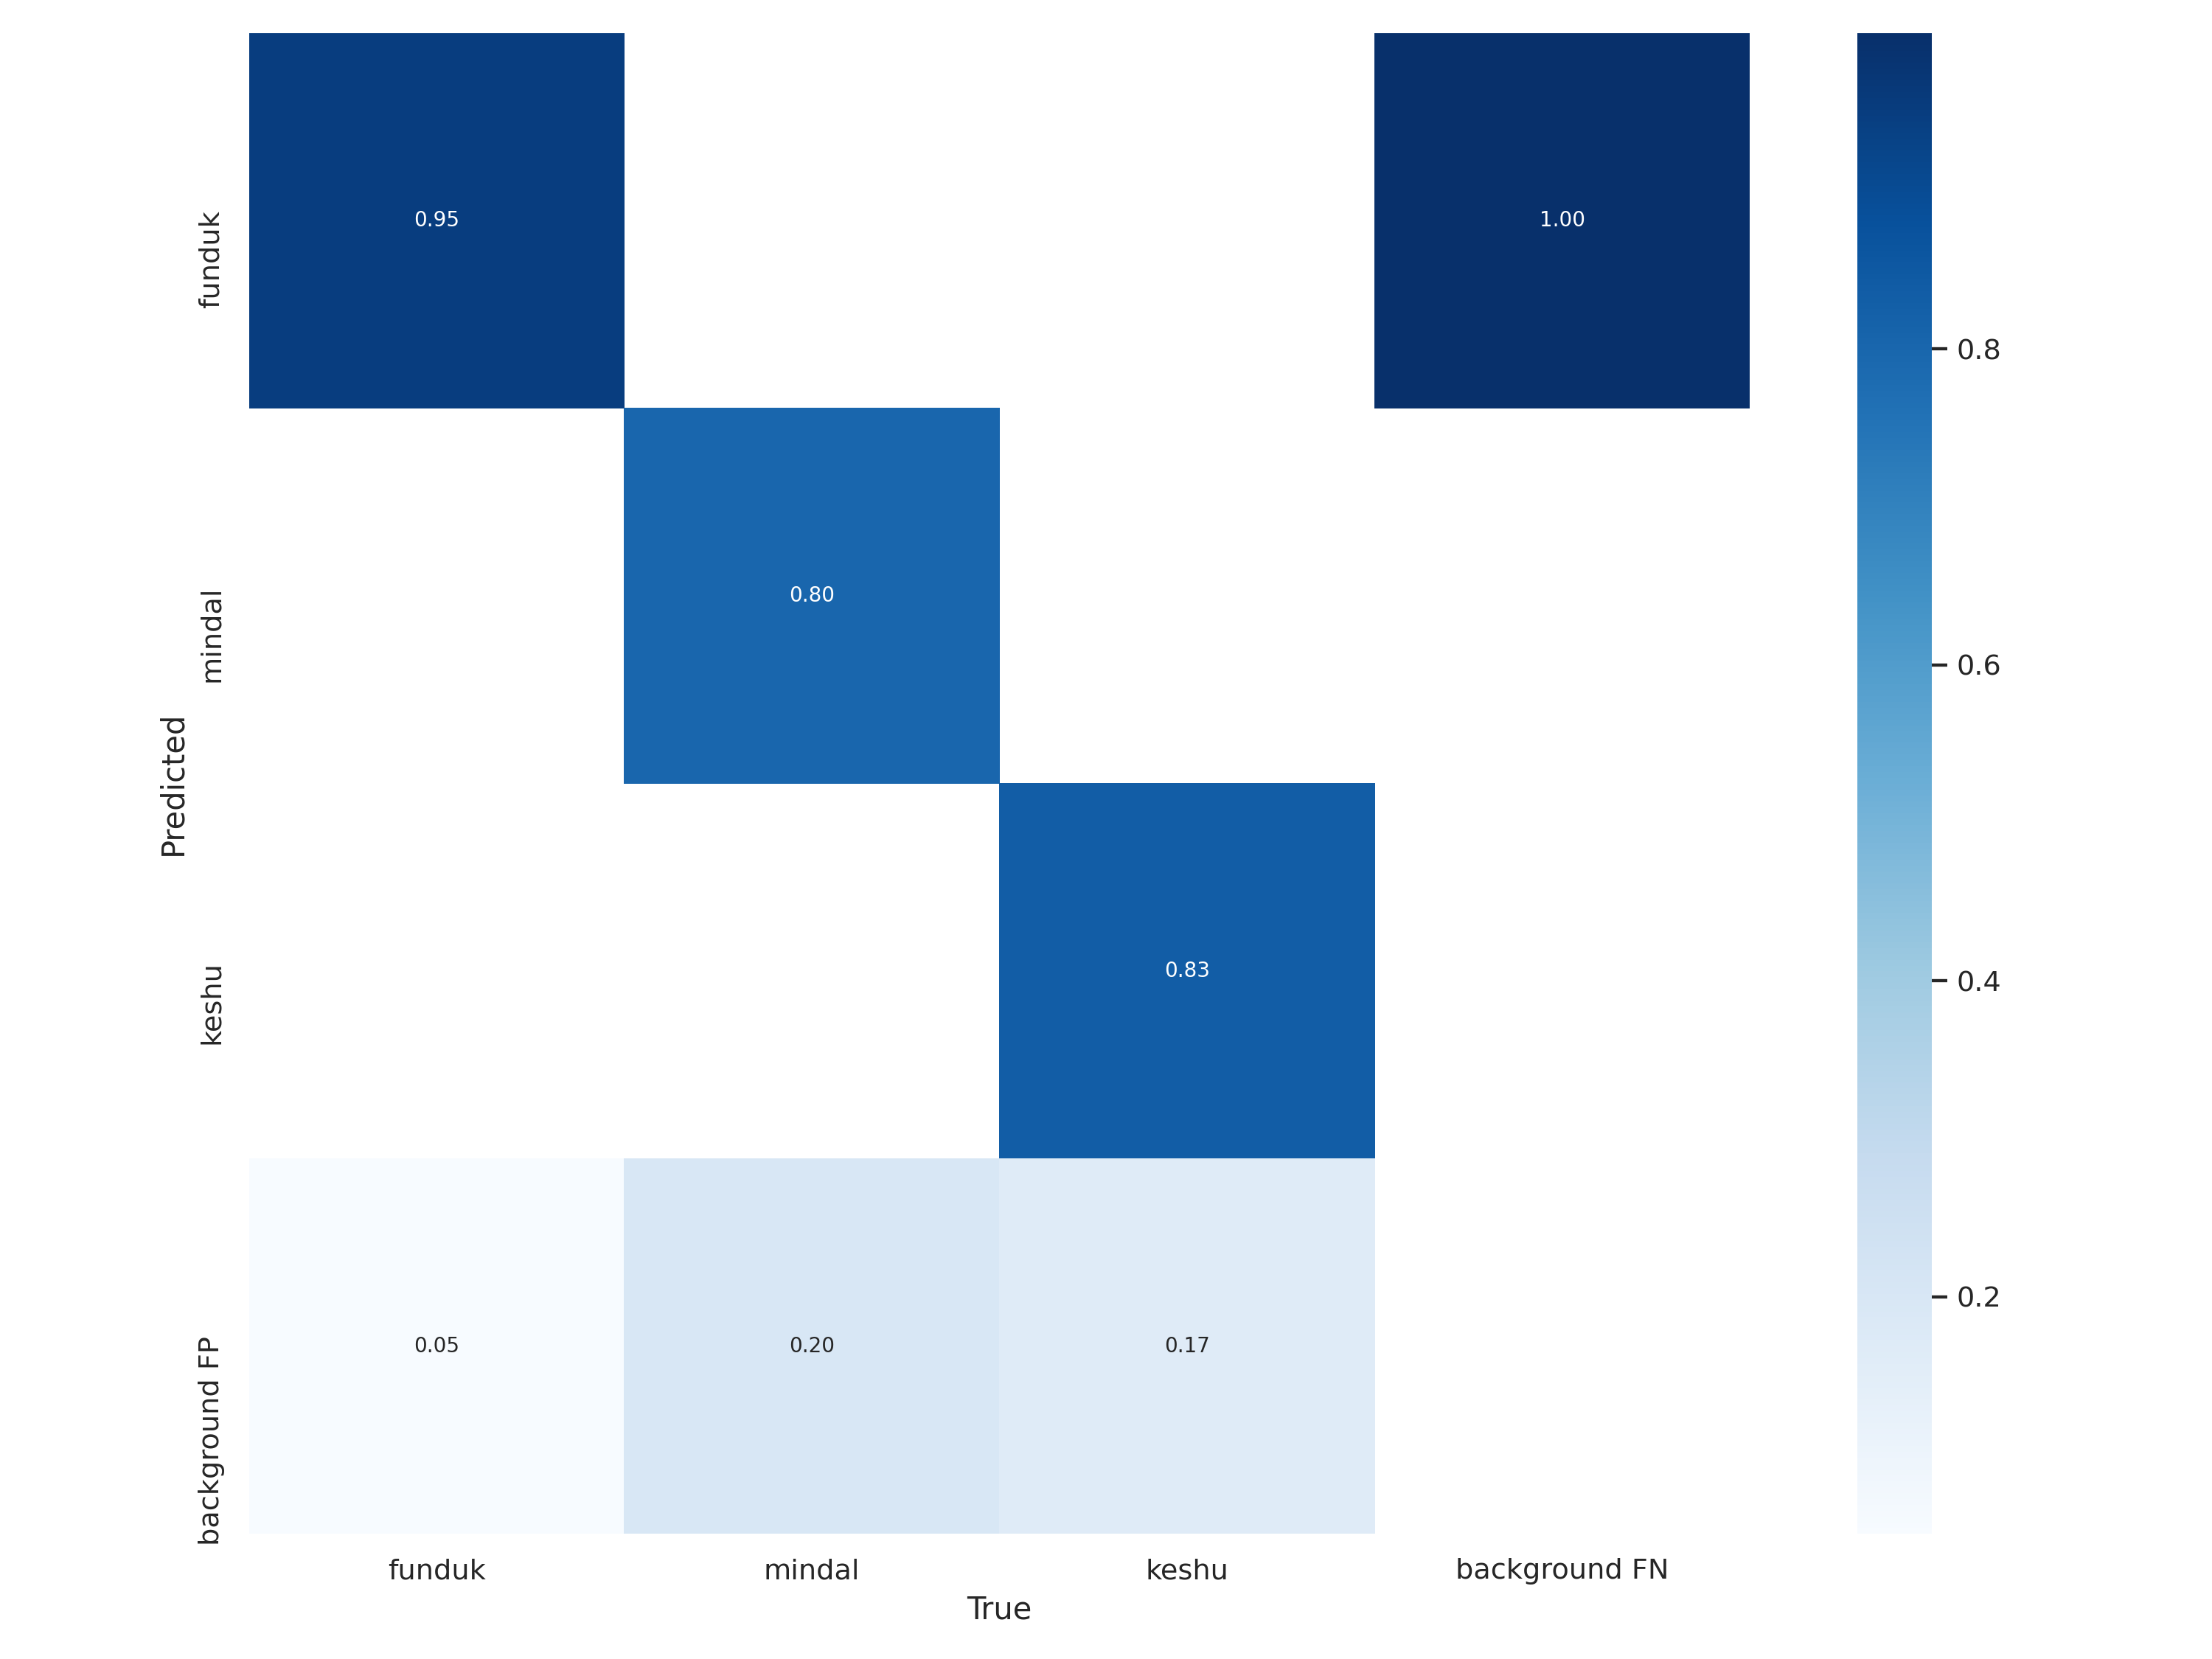 funduk
0.95
1.00
mindal
0.80
Predicted
keshu
0.83
background FP
0.05
0.20
0.17
funduk
mindal
keshu
background FN
True
0.8
0.6
0.4
0.2